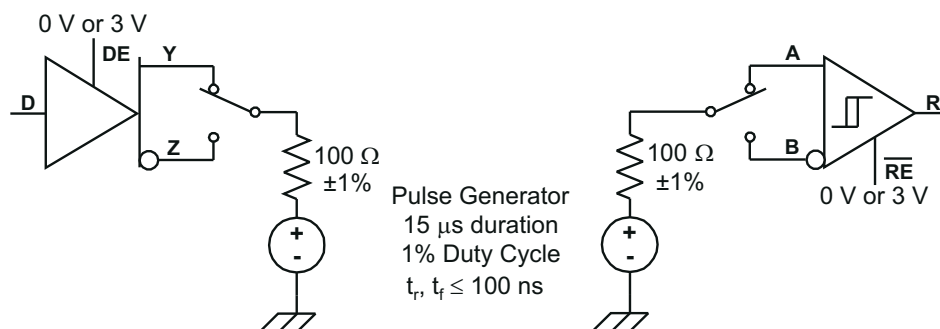 0 V or 3 V
DE
Y
D
Z
100 Ω
±1%
+
-
Pulse Generator
15 μs duration
1% Duty Cycle
tr, tf ≤ 100 ns
A
B
R
RE
0 V or 3 V
100 Ω
±1%
+
-